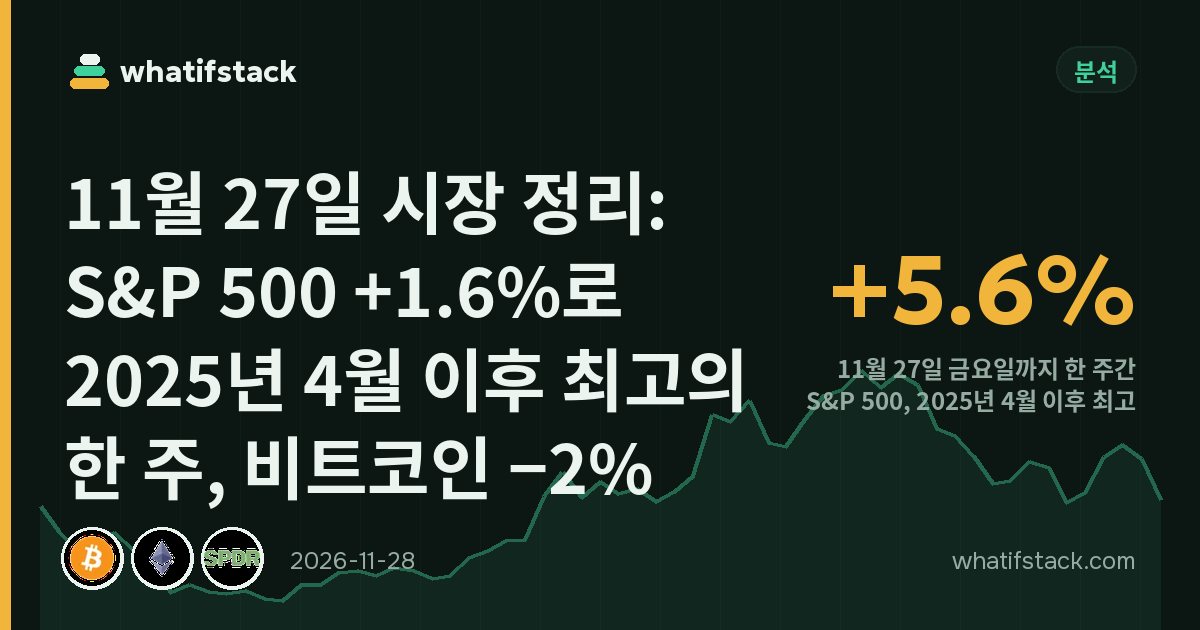 whatifstack
분석
11월 27일 시장 정리:
S&P 500 +1.6%로
2025년 4월 이후 최고의
한 주, 비트코인 −2%
+5.6%
11월 27일 금요일까지 한 주간
S&P 500, 2025년 4월 이후 최고
SPDR
2026-11-28
whatifstack.com